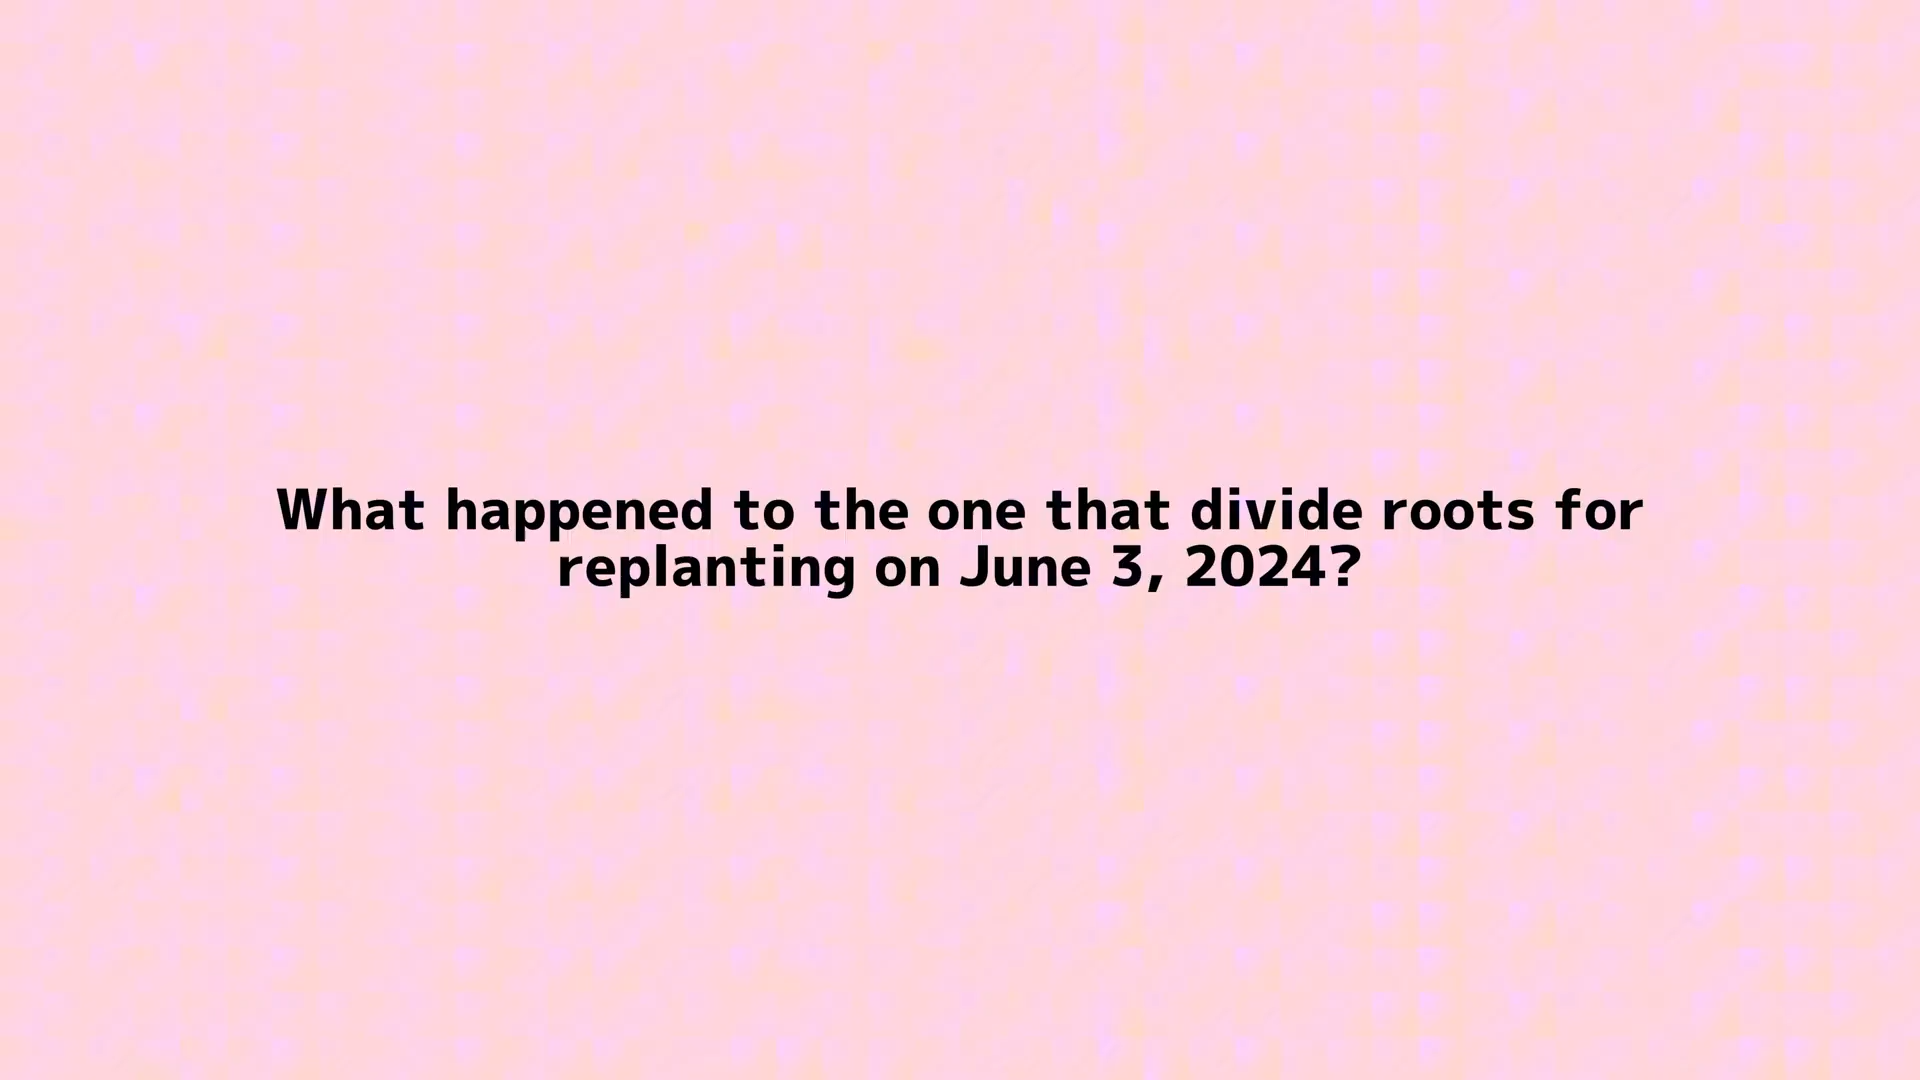 What happened to the one that divide roots for
replanting on June 3, 2024?